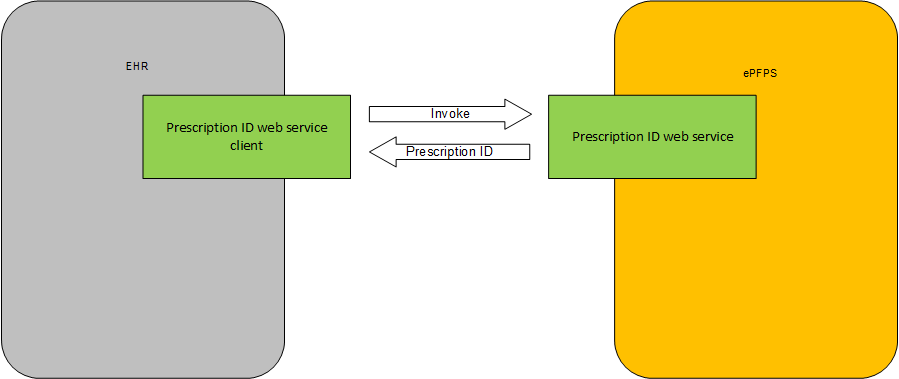 EHR
ePFPS
Prescription ID web service
client
Invoke
Prescription ID
Prescription ID web service